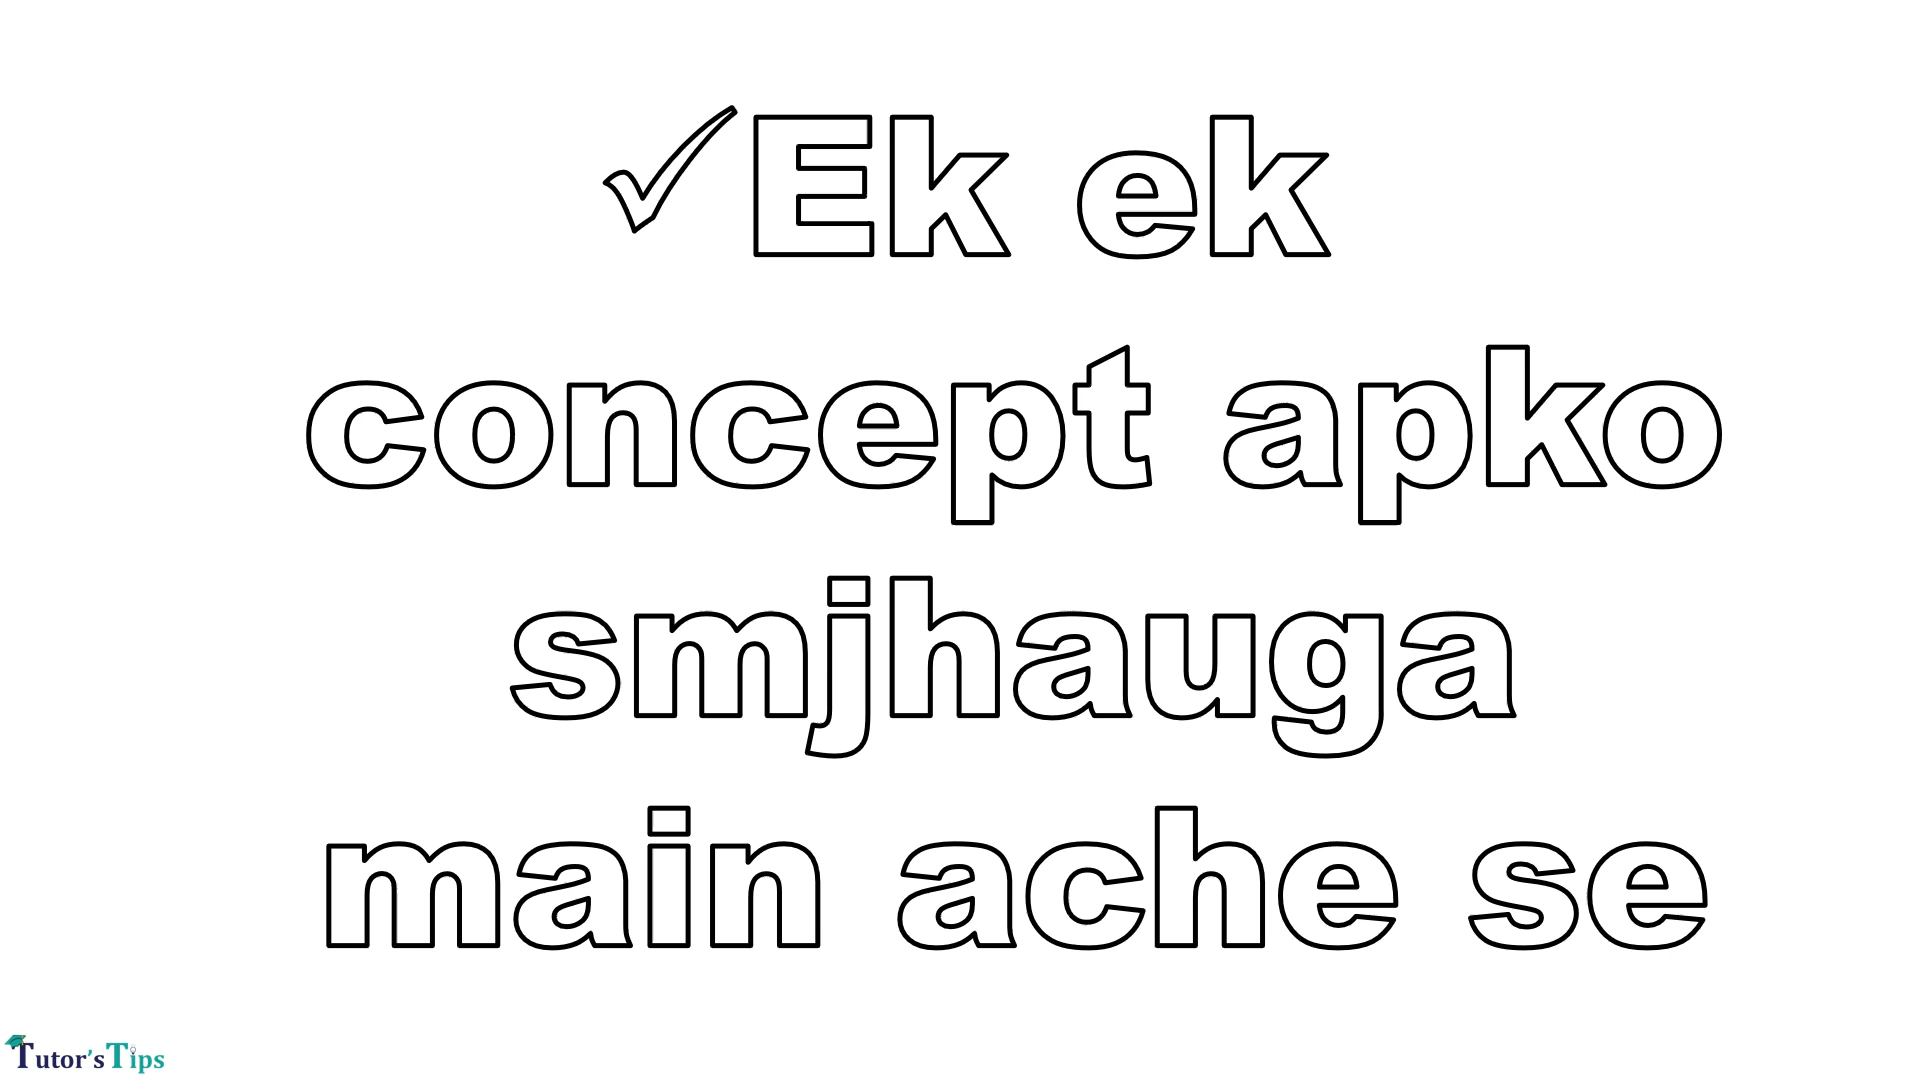 ✓Ek ek
concept apko
smjhauga
main ache se
Tutor'sTips